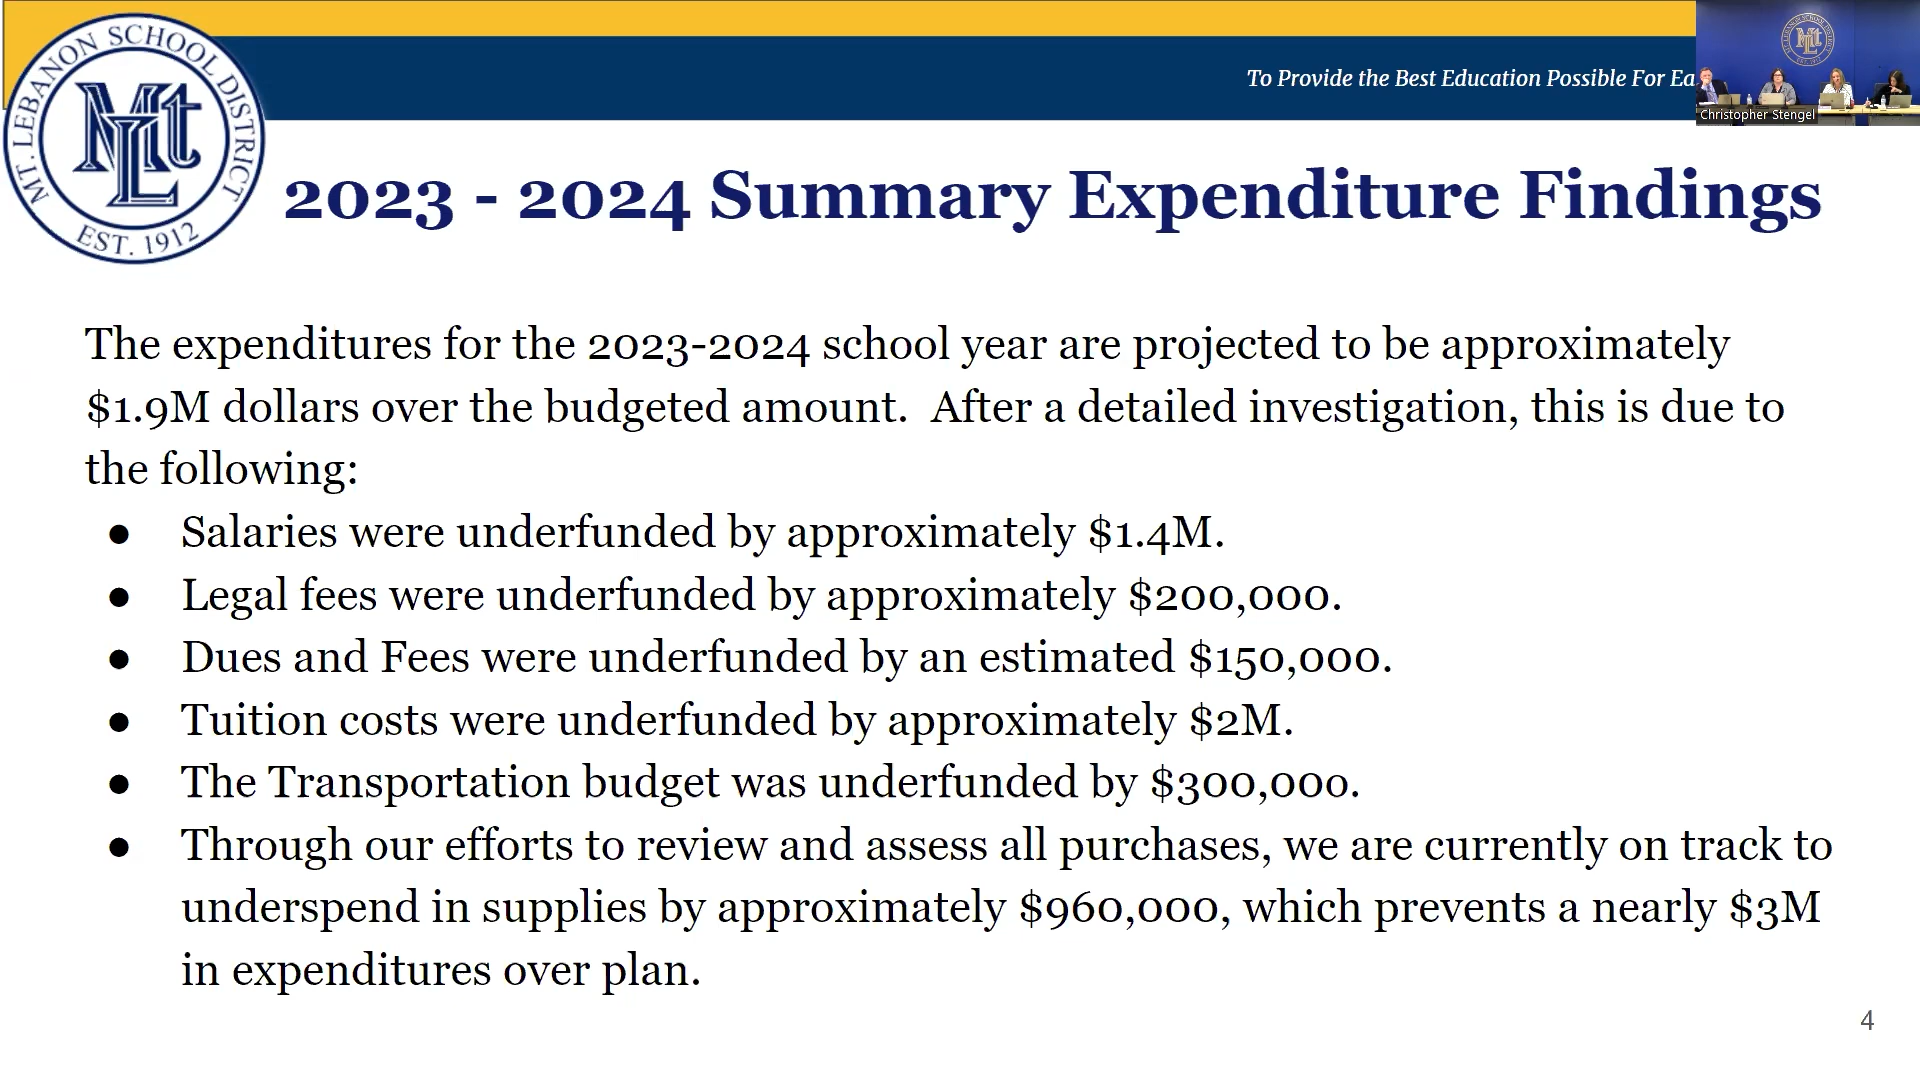 MT. LEBANON SCHOOL DISTRICT
MLt
EST. 1912
To Provide the Best Education Possible For Ea
Christopher Stengel
2023 - 2024 Summary Expenditure Findings
The expenditures for the 2023-2024 school year are projected to be approximately
$1.9M dollars over the budgeted amount.  After a detailed investigation, this is due to
the following:
● Salaries were underfunded by approximately $1.4M.
● Legal fees were underfunded by approximately $200,000.
● Dues and Fees were underfunded by an estimated $150,000.
● Tuition costs were underfunded by approximately $2M.
● The Transportation budget was underfunded by $300,000.
● Through our efforts to review and assess all purchases, we are currently on track to
underspend in supplies by approximately $960,000, which prevents a nearly $3M
in expenditures over plan.
4